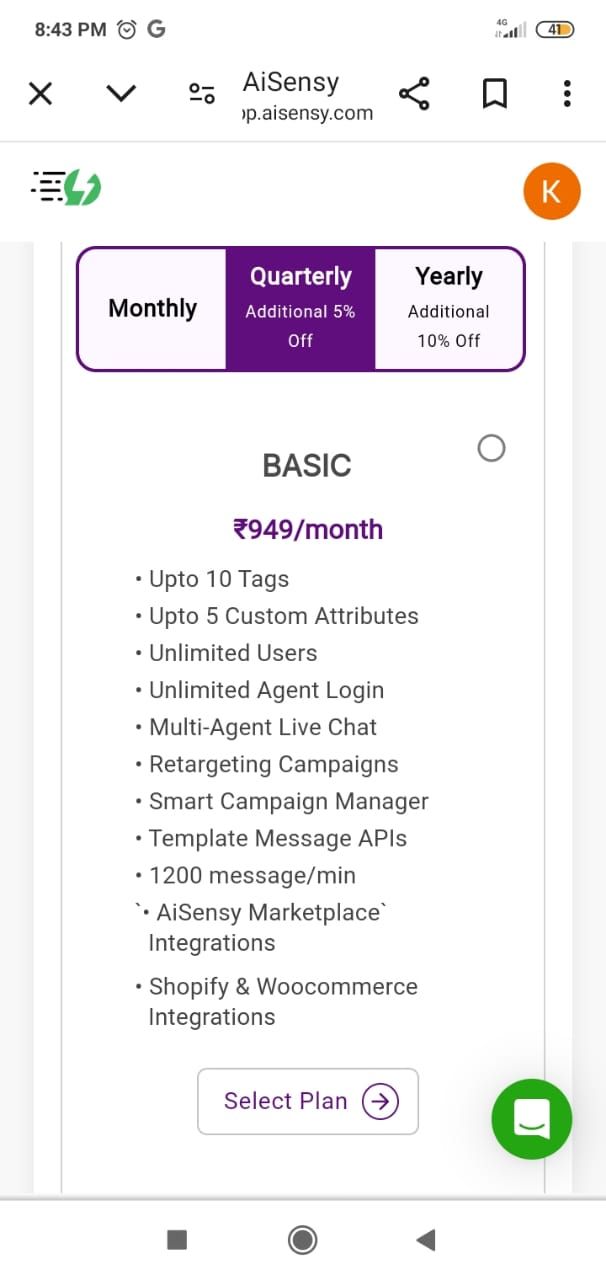 8:43 PM G 4G 41
AiSensy
pp.aisensy.com
K
Monthly
Quarterly
Additional 5%
Off
Yearly
Additional
10% Off
BASIC
₹949/month
• Upto 10 Tags
• Upto 5 Custom Attributes
• Unlimited Users
• Unlimited Agent Login
• Multi-Agent Live Chat
• Retargeting Campaigns
• Smart Campaign Manager
• Template Message APIs
• 1200 message/min
`• AiSensy Marketplace`
Integrations
• Shopify & Woocommerce
Integrations
Select Plan